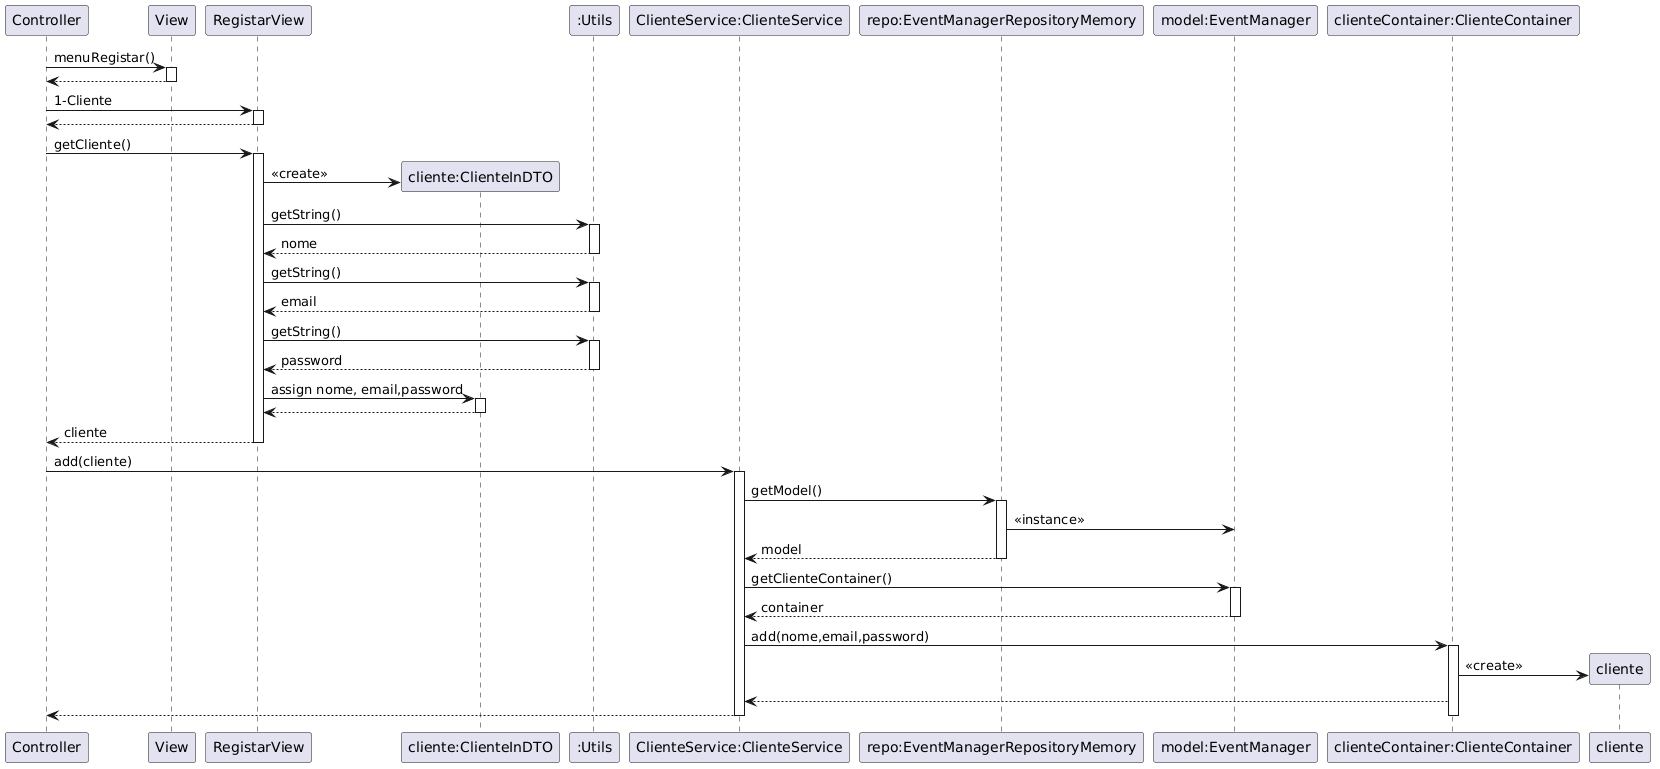 Controller
View
RegistarView
:Utils
ClienteService:ClienteService
repo:EventManagerRepositoryMemory
model:EventManager
clienteContainer:ClienteContainer
menuRegistar()
1-Cliente
getCliente()
«create»
cliente:ClienteInDTO
getString()
nome
getString()
email
getString()
password
assign nome, email,password
cliente
add(cliente)
getModel()
«instance»
model
getClienteContainer()
container
add(nome,email,password)
«create»
cliente
Controller
View
RegistarView
cliente:ClienteInDTO
:Utils
ClienteService:ClienteService
repo:EventManagerRepositoryMemory
model:EventManager
clienteContainer:ClienteContainer
cliente